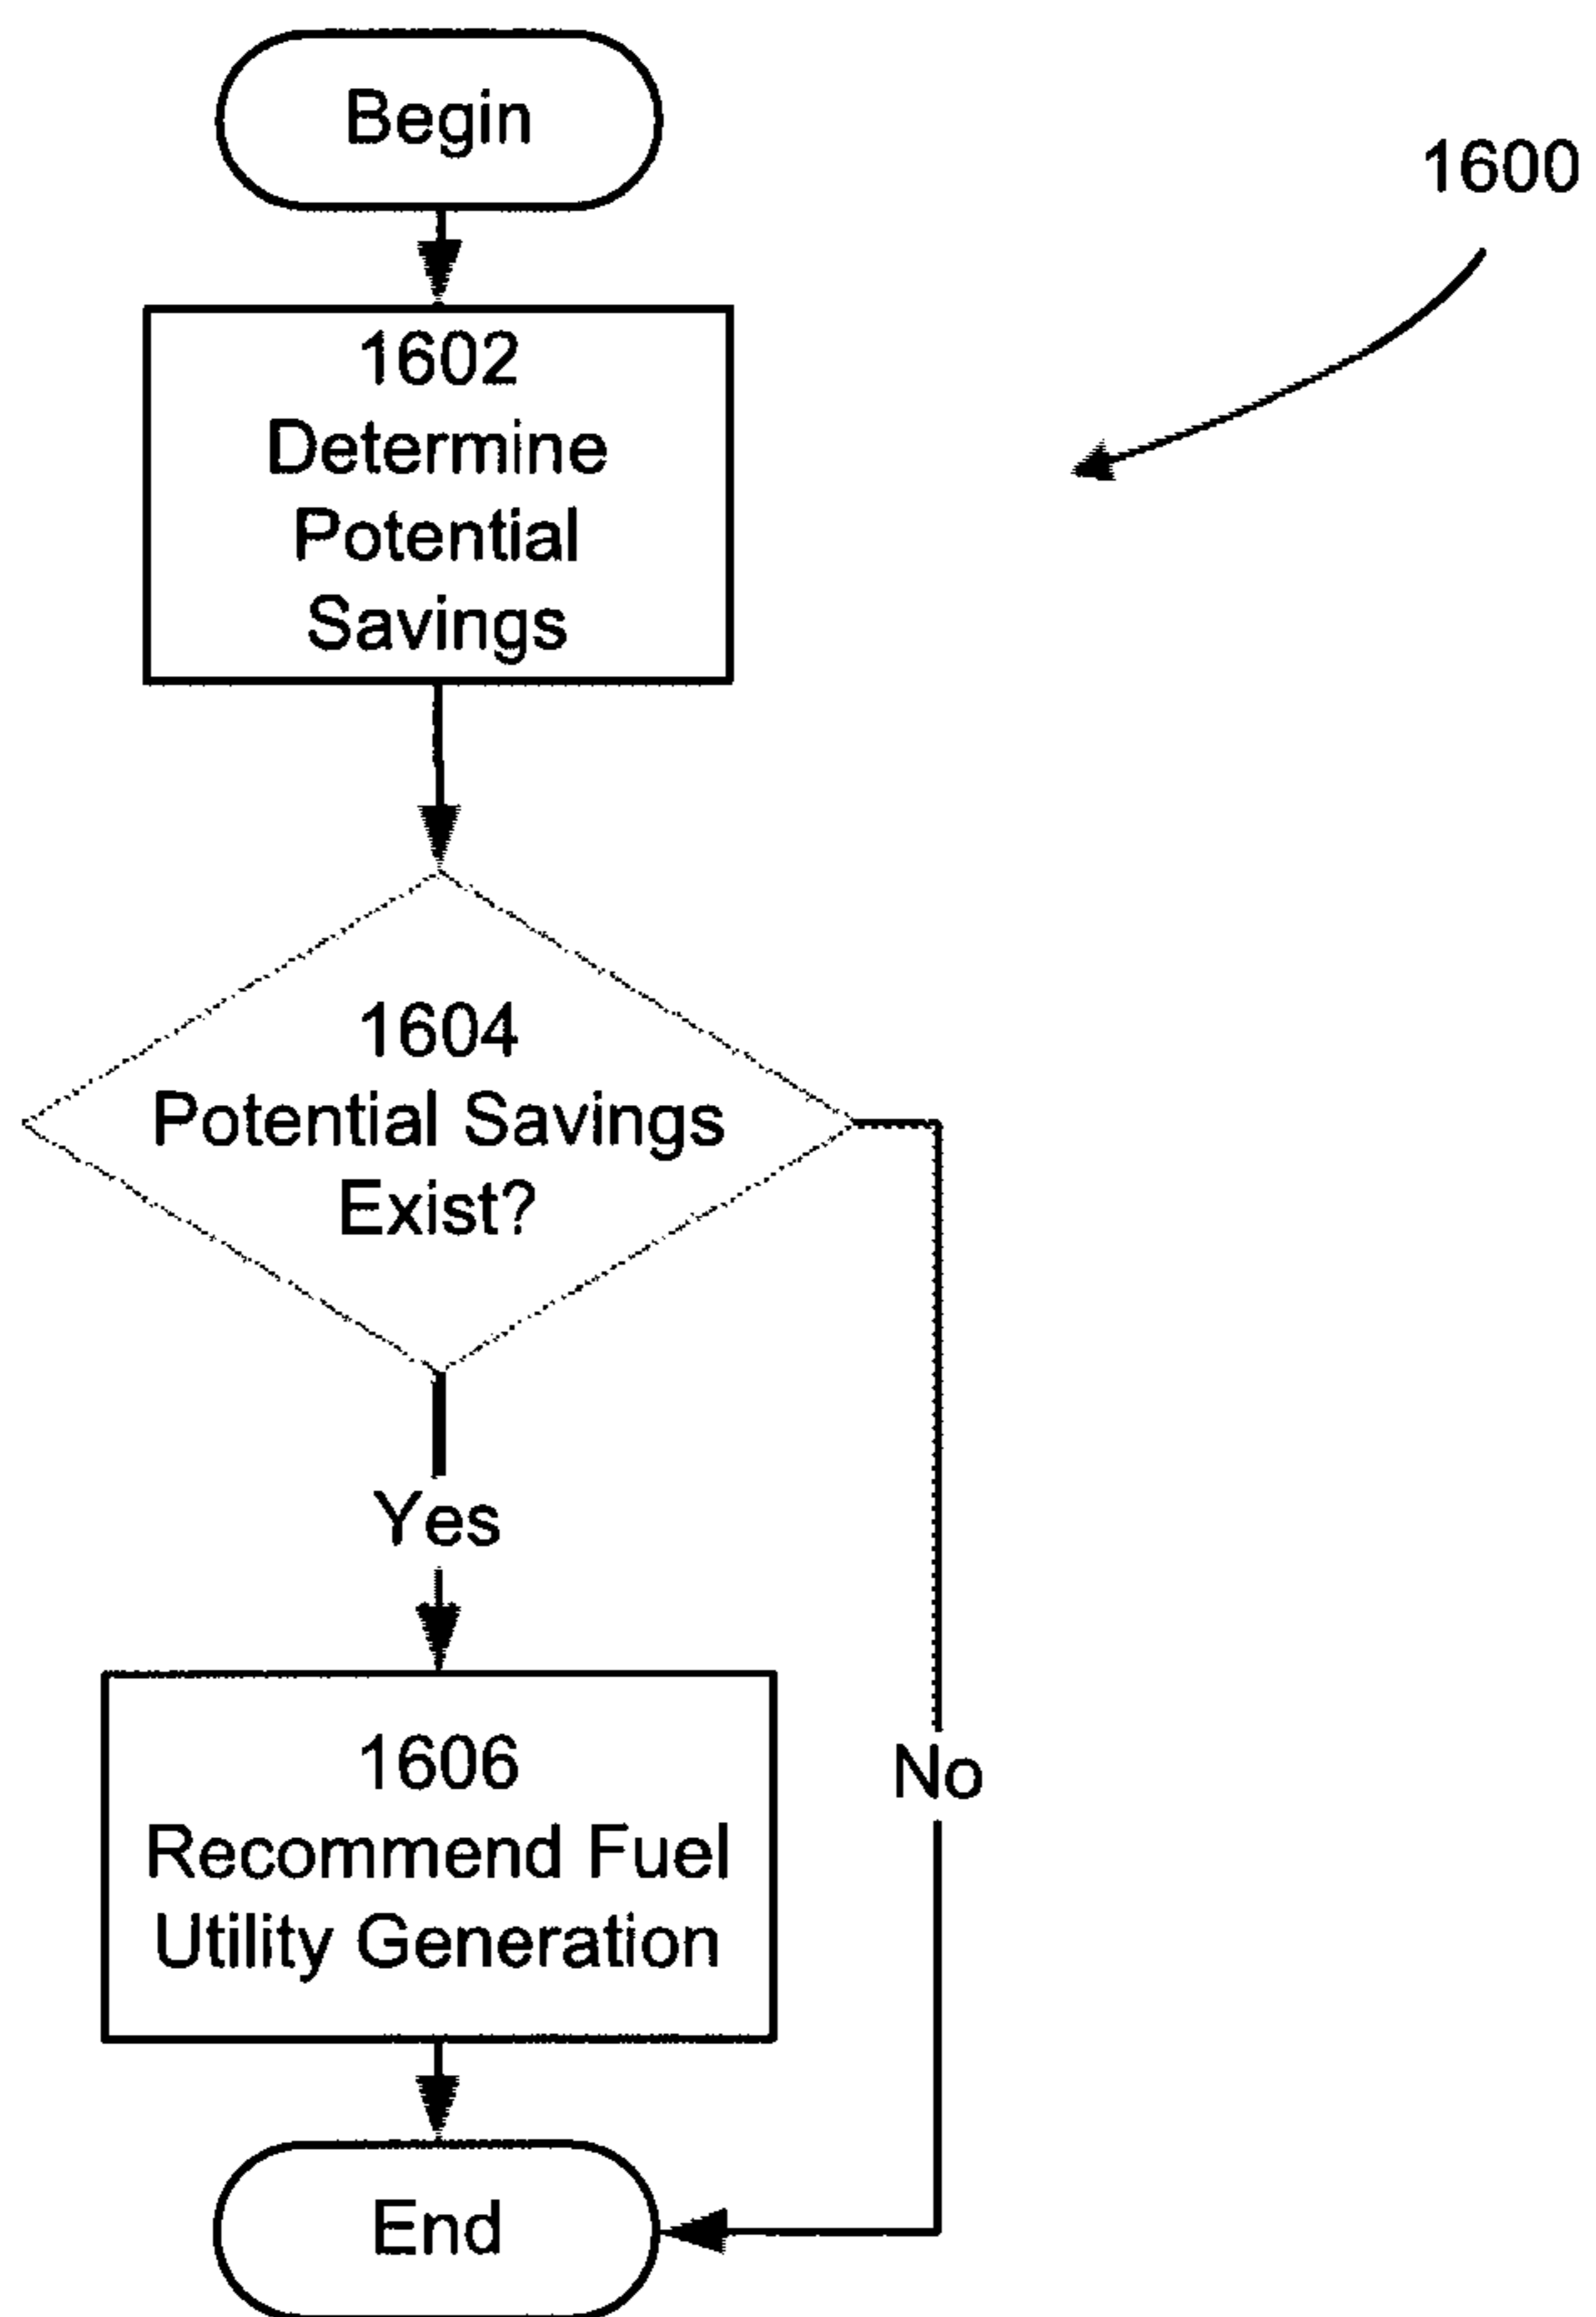 Begin
1600
1602
Determine
Potential
Savings
1604
Potential Savings
Exist?
Yes
1606
Recommend Fuel
Utility Generation
No
End